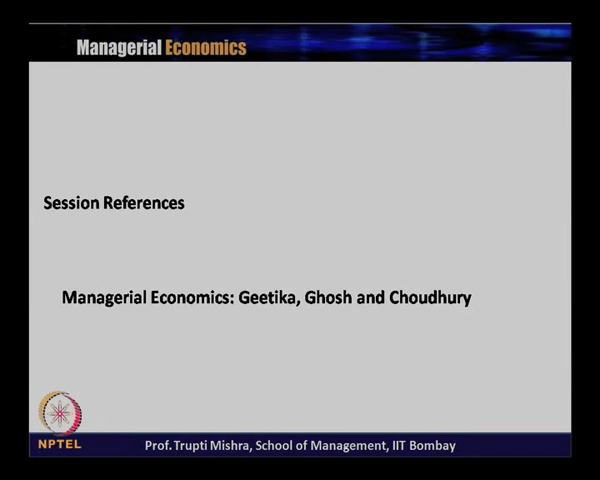 Managerial Economics
Session References
Managerial Economics: Geetika, Ghosh and Choudhury
NPTEL
Prof. Trupti Mishra, School of Management, IIT Bombay